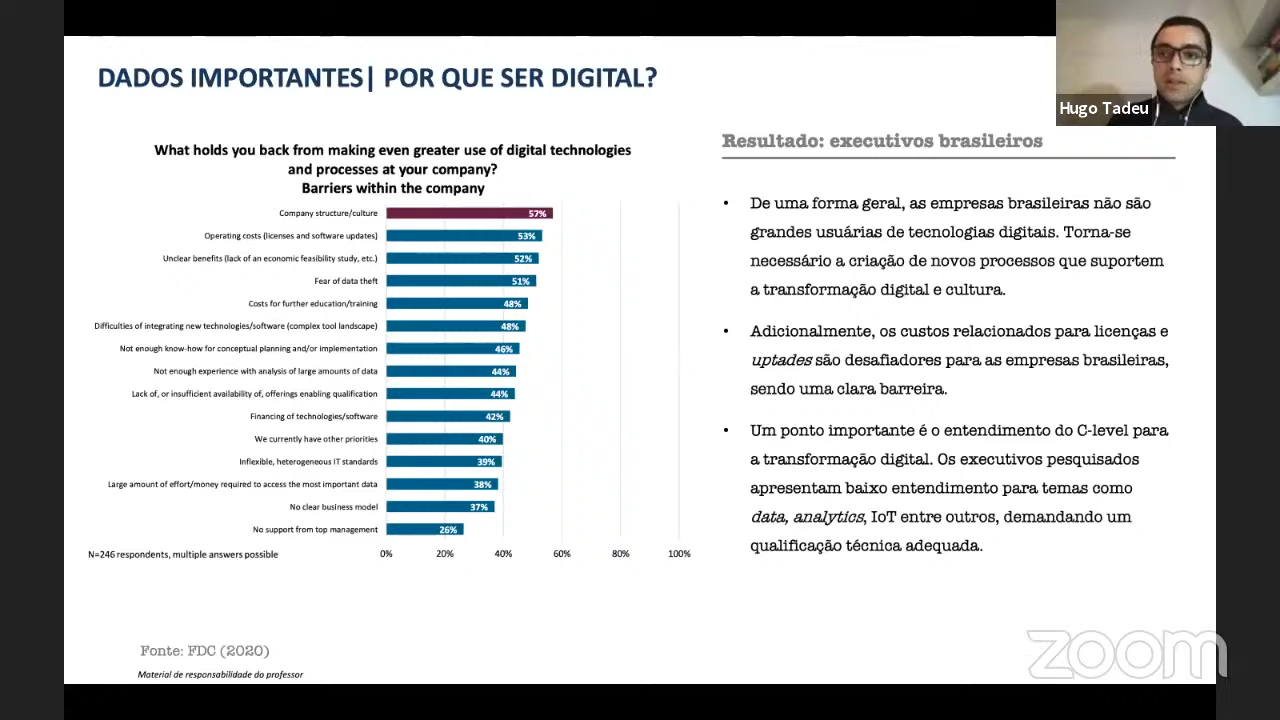 DADOS IMPORTANTES| POR QUE SER DIGITAL?
Hugo Tadeu
What holds you back from making even greater use of digital technologies
and processes at your company?
Barriers within the company
Company structure/culture 57%
Operating costs (licenses and software updates) 53%
Unclear benefits (lack of an economic feasibility study, etc.) 52%
Fear of data theft 51%
Costs for further education/training 48%
Difficulties of integrating new technologies/software (complex tool landscape) 48%
Not enough know-how for conceptual planning and/or implementation 46%
Not enough experience with analysis of large amounts of data 44%
Lack of, or insufficient availability of, offerings enabling qualification 44%
Financing of technologies/software 42%
We currently have other priorities 40%
Inflexible, heterogeneous IT standards 39%
Large amount of effort/money required to access the most important data 38%
No clear business model 37%
No support from top management 26%
N=246 respondents, multiple answers possible 0% 20% 40% 60% 80% 100%
Resultado: executivos brasileiros
• De uma forma geral, as empresas brasileiras não são
grandes usuárias de tecnologias digitais. Torna-se
necessário a criação de novos processos que suportem
a transformação digital e cultura.
• Adicionalmente, os custos relacionados para licenças e
uptades são desafiadores para as empresas brasileiras,
sendo uma clara barreira.
• Um ponto importante é o entendimento do C-level para
a transformação digital. Os executivos pesquisados
apresentam baixo entendimento para temas como
data, analytics, IoT entre outros, demandando um
qualificação técnica adequada.
Fonte: FDC (2020)
Material de responsabilidade do professor
zoom